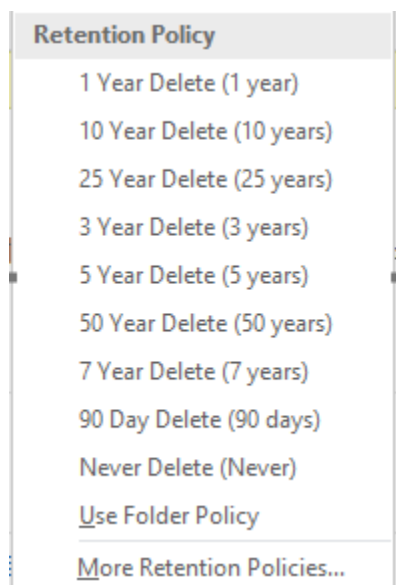 Retention Policy
1 Year Delete (1 year)
10 Year Delete (10 years)
25 Year Delete (25 years)
3 Year Delete (3 years)
5 Year Delete (5 years)
50 Year Delete (50 years)
7 Year Delete (7 years)
90 Day Delete (90 days)
Never Delete (Never)
Use Folder Policy
More Retention Policies...